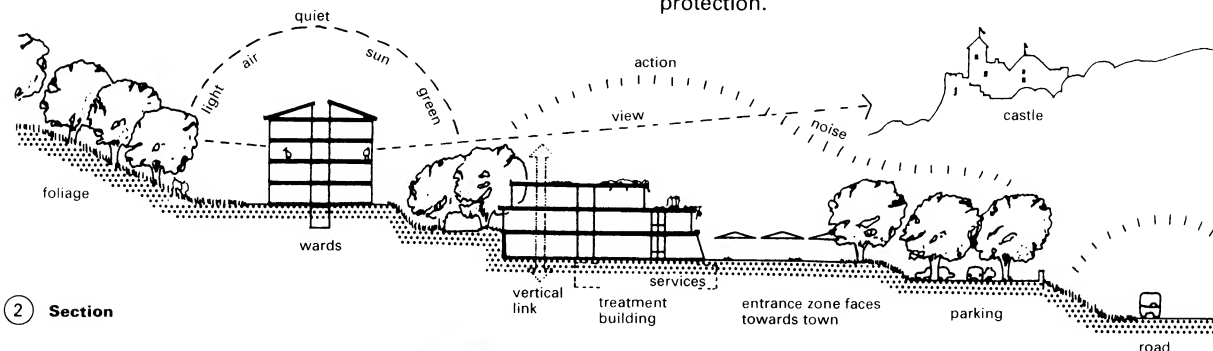 protection.
quiet
air
sun
light
green
action
view
noise
castle
foliage
wards
vertical
link
services
treatment
building
entrance zone faces
towards town
parking
road
2 Section